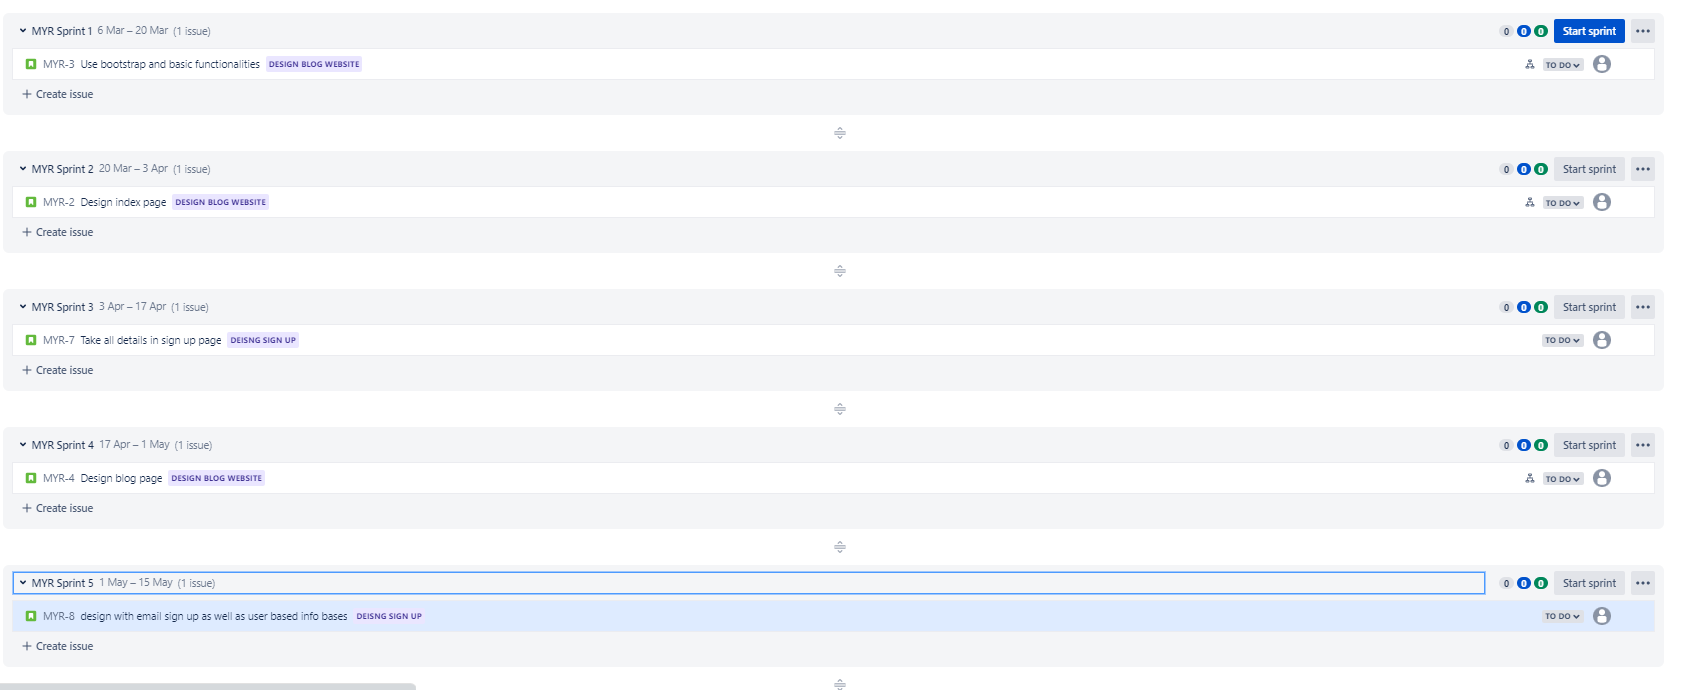 MYR Sprint 1 6 Mar – 20 Mar (1 issue) 0 0 0 Start sprint
MYR-3 Use bootstrap and basic functionalities DESIGN BLOG WEBSITE TO DO
Create issue
MYR Sprint 2 20 Mar – 3 Apr (1 issue) 0 0 0 Start sprint
MYR-2 Design index page DESIGN BLOG WEBSITE TO DO
Create issue
MYR Sprint 3 3 Apr – 17 Apr (1 issue) 0 0 0 Start sprint
MYR-7 Take all details in sign up page DEISNG SIGN UP TO DO
Create issue
MYR Sprint 4 17 Apr – 1 May (1 issue) 0 0 0 Start sprint
MYR-4 Design blog page DESIGN BLOG WEBSITE TO DO
Create issue
MYR Sprint 5 1 May – 15 May (1 issue) 0 0 0 Start sprint
MYR-8 design with email sign up as well as user based info bases DEISNG SIGN UP TO DO
Create issue